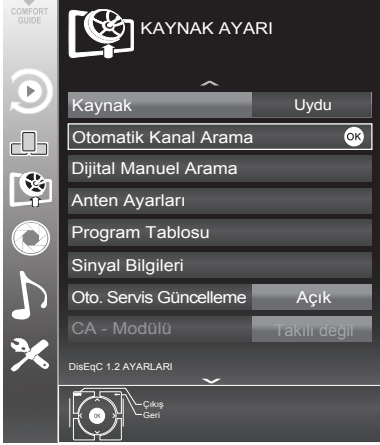 COMFORT
GUIDE
KAYNAK AYARI
Kaynak Uydu
Otomatik Kanal Arama OK
Dijital Manuel Arama
Anten Ayarları
Program Tablosu
Sinyal Bilgileri
Oto. Servis Güncelleme Açık
CA - Modülü Takılı değil
DisEqC 1.2 AYARLARI
Çıkış
OK Geri